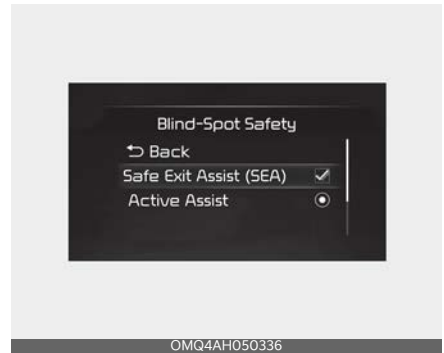 Blind-Spot Safety
Back
Safe Exit Assist (SEA)
Active Assist
OMQ4AH050336